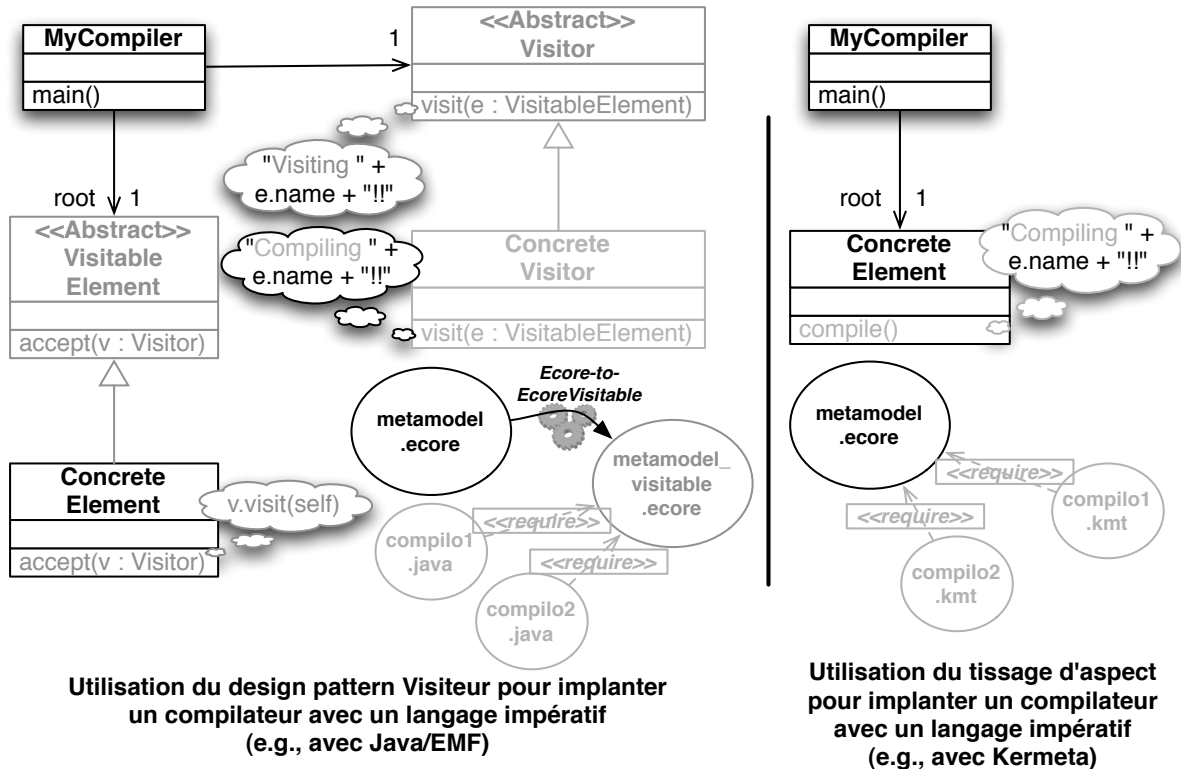 MyCompiler
main()
1
<<Abstract>>
Visitor
visit(e : VisitableElement)
"Visiting " +
e.name + "!!"
root
1
<<Abstract>>
Visitable
Element
accept(v : Visitor)
"Compiling " +
e.name + "!!"
Concrete
Visitor
visit(e : VisitableElement)
Concrete
Element
accept(v : Visitor)
v.visit(self)
Ecore-to-
EcoreVisitable
metamodel
.ecore
metamodel_
visitable
.ecore
<<require>>
compilo1
.java
<<require>>
compilo2
.java
Utilisation du design pattern Visiteur pour implanter
un compilateur avec un langage impératif
(e.g., avec Java/EMF)
MyCompiler
main()
root
1
Concrete
Element
compile()
"Compiling " +
e.name + "!!"
metamodel
.ecore
<<require>>
compilo1
.kmt
<<require>>
compilo2
.kmt
Utilisation du tissage d'aspect
pour implanter un compilateur
avec un langage impératif
(e.g., avec Kermeta)